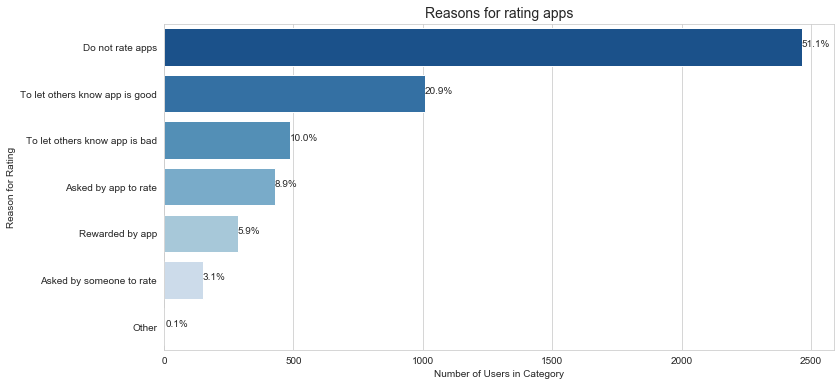 Reasons for rating apps
Reason for Rating
Do not rate apps
51.1%
To let others know app is good
20.9%
To let others know app is bad
10.0%
Asked by app to rate
8.9%
Rewarded by app
5.9%
Asked by someone to rate
3.1%
Other
0.1%
0
500
1000
1500
2000
2500
Number of Users in Category